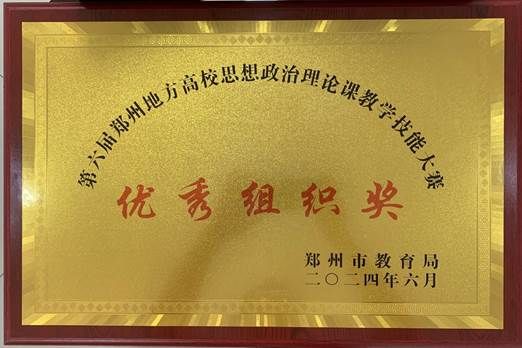 第六届郑州地方高校思想政治理论课教学技能大赛
优秀组织奖
郑州市教育局
二〇二四年六月